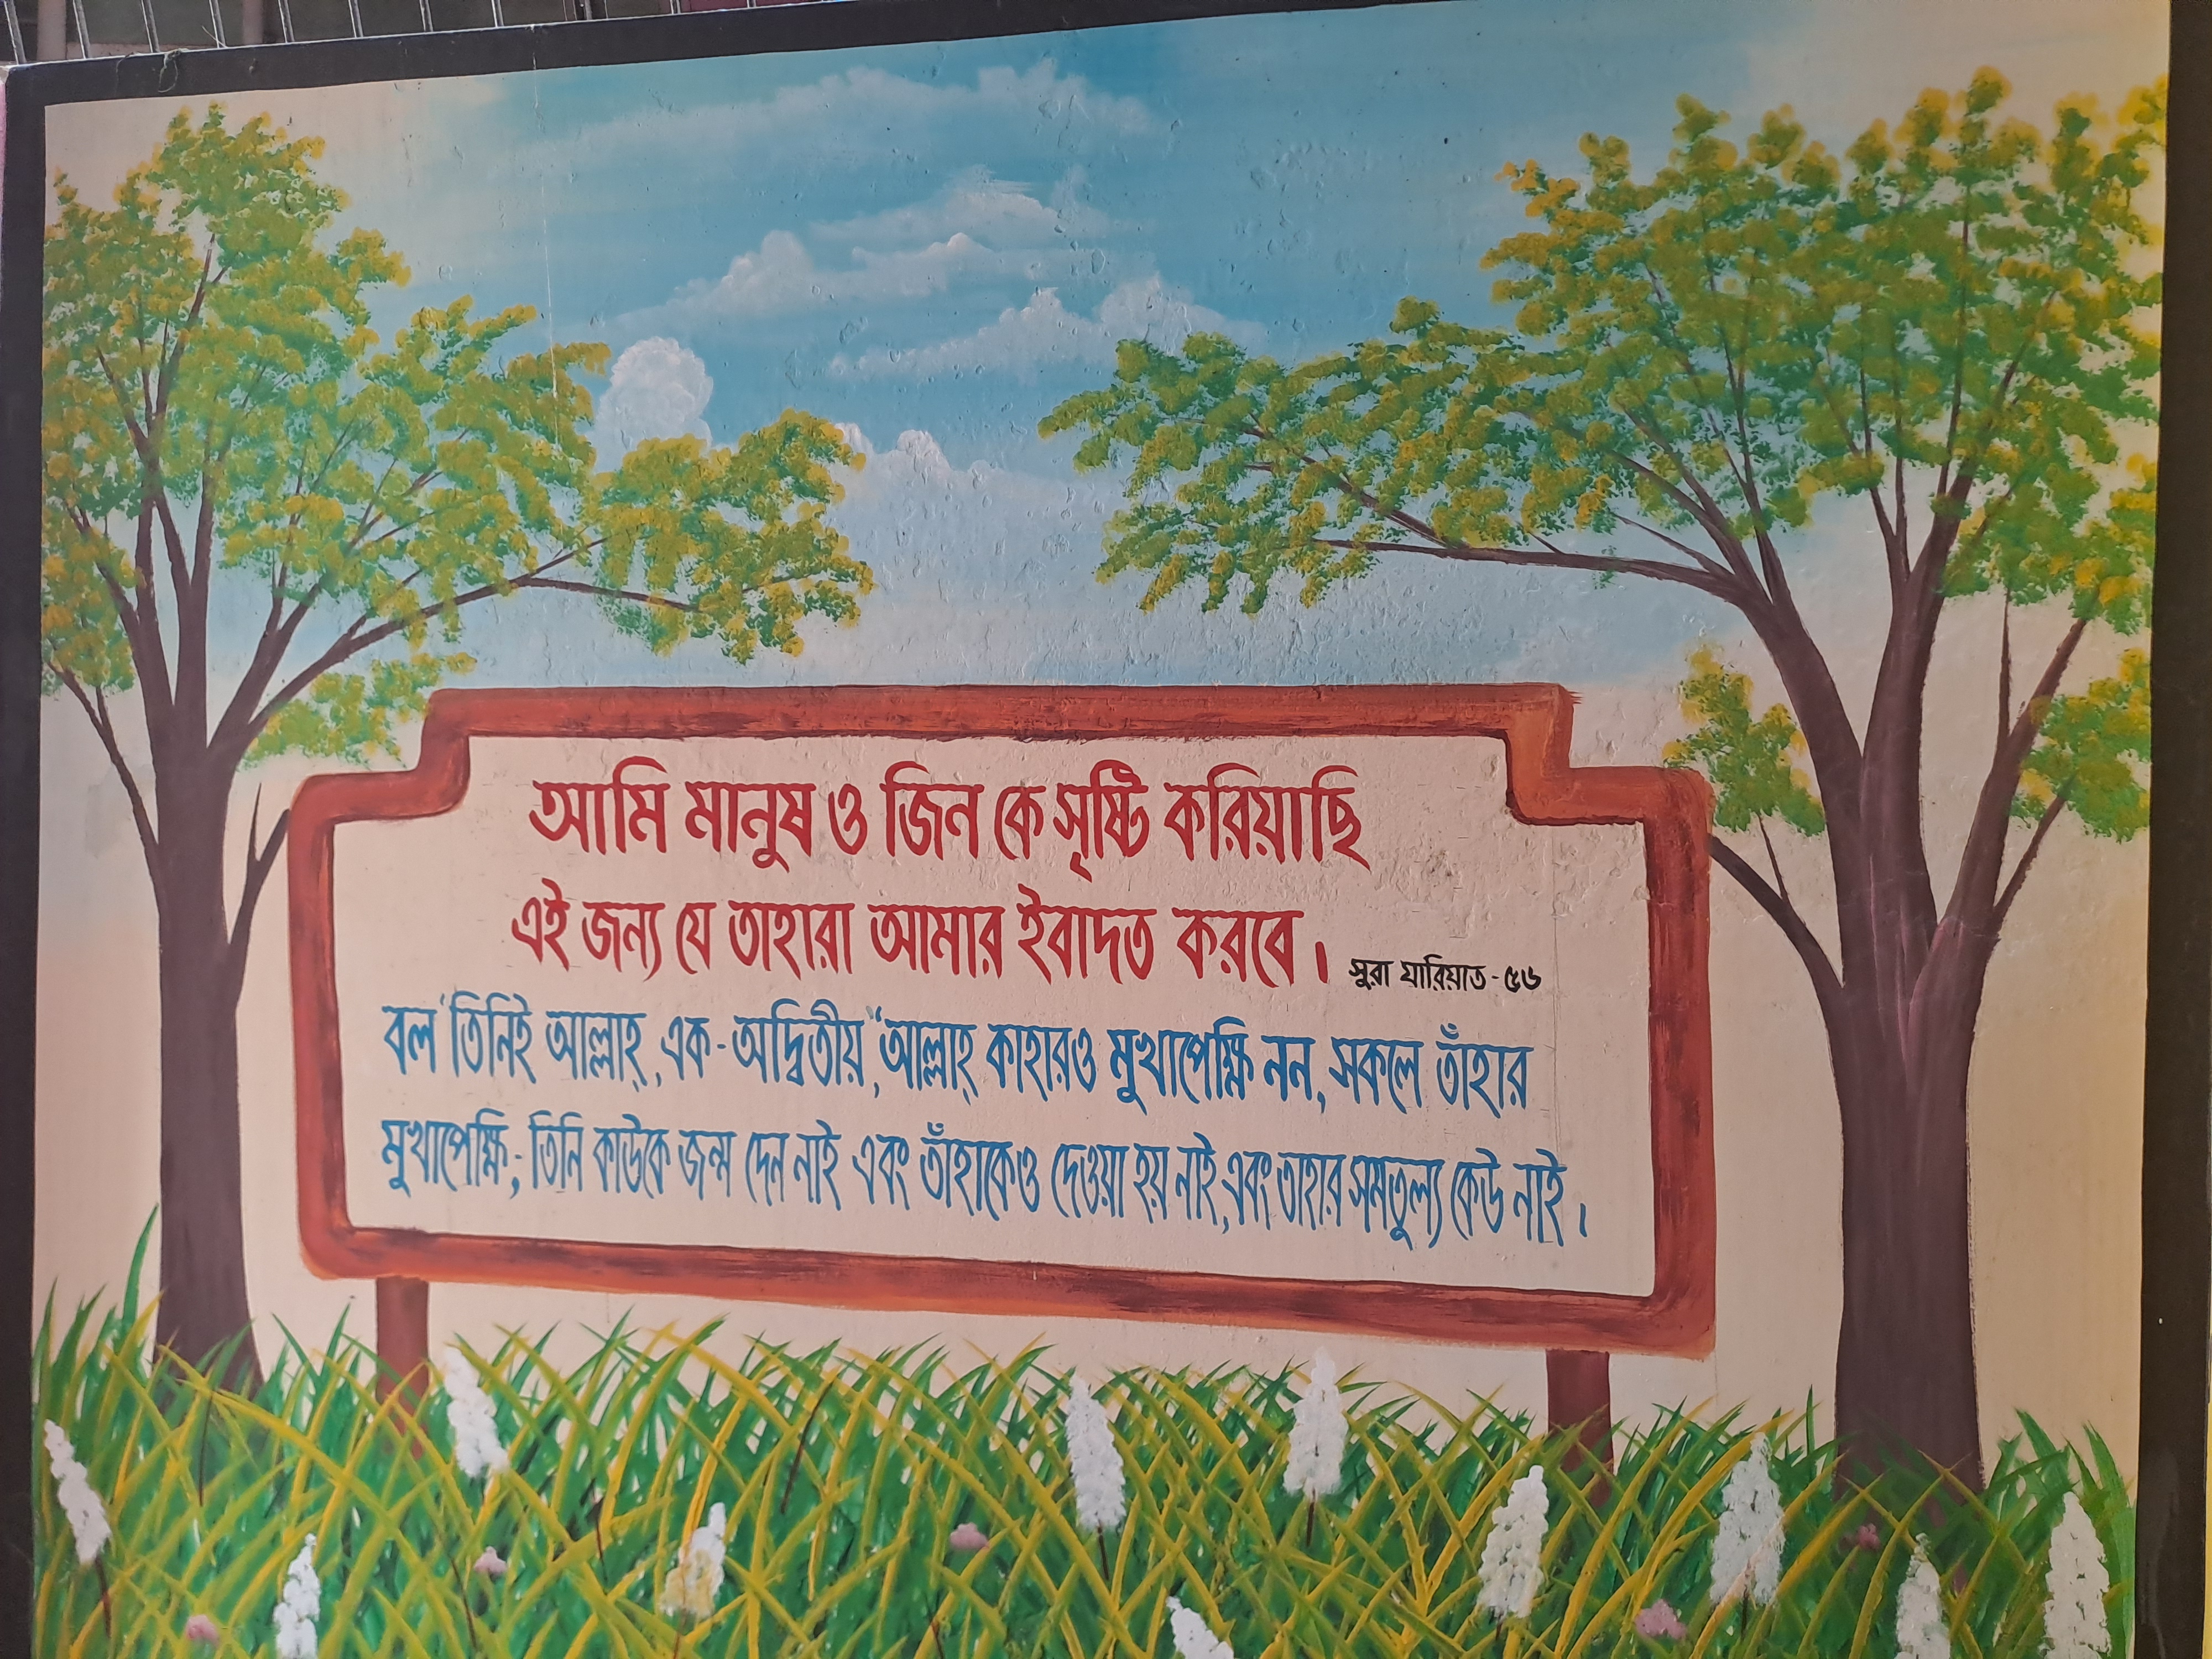 আমি মানুষ ও জিন কে সৃষ্টি করিয়াছি
এই জন্য যে তাহারা আমার ইবাদত করবে।
সুরা যারিয়াত - ৫৬
বল 'তিনিই আল্লাহ্, এক - অদ্বিতীয়, "আল্লাহ্ কাহারও মুখাপেক্ষি নন, সকলে তাঁহার
মুখাপেক্ষি,- তিনি কাউকে জন্ম দেন নাই এবং তাঁহাকেও দেওয়া হয় নাই, এবং তাহার সমতুল্য কেউ নাই।